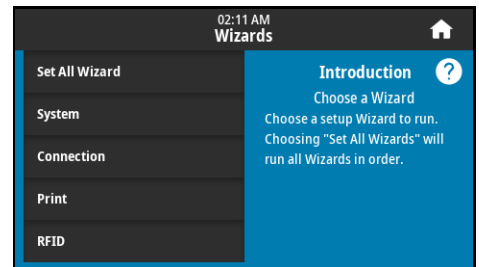 02:11 AM
Wizards
Set All Wizard
System
Connection
Print
RFID
Introduction
?
Choose a Wizard
Choose a setup Wizard to run.
Choosing "Set All Wizards" will
run all Wizards in order.